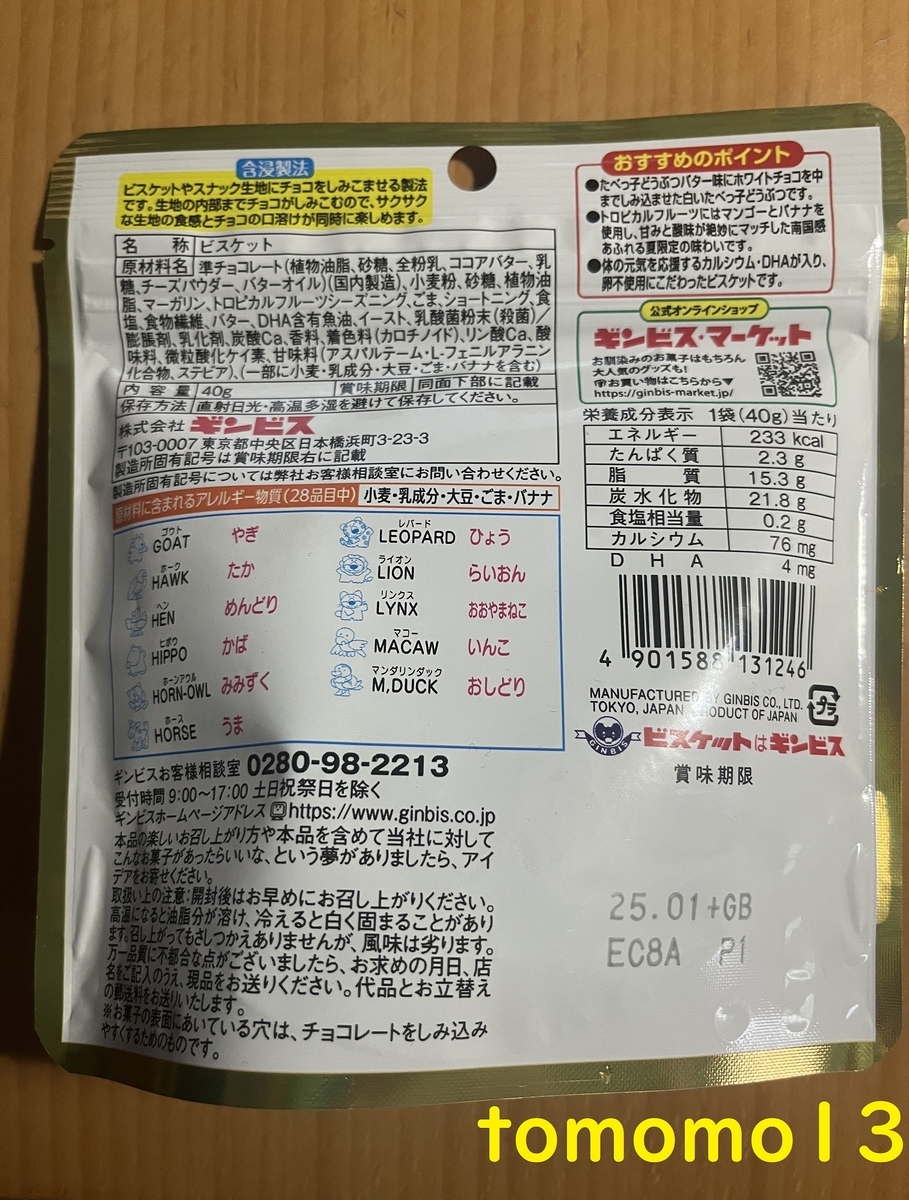 含浸製法
ビスケットやスナック生地にチョコをしみこませる製法
です。生地の内部までチョコがしみこむので、サクサク
な生地の食感とチョコの口溶けが同時に楽しめます。
名 称 ビスケット
原材料名 準チョコレート(植物油脂、砂糖、全粉乳、ココアバター、乳
糖、チーズパウダー、バターオイル)(国内製造)、小麦粉、砂糖、植物油
脂、マーガリン、トロピカルフルーツシーズニング、ごま、ショートニング、食
塩、食物繊維、バター、DHA含有魚油、イースト、乳酸菌粉末(殺菌)/
膨脹剤、乳化剤、炭酸Ca、香料、着色料(カロチノイド)、リン酸Ca、酸
味料、微粒酸化ケイ素、甘味料(アスパルテーム・L-フェニルアラニン
化合物、ステビア)、(一部に小麦・乳成分・大豆・ごま・バナナを含む)
内容量 40g 賞味期限 同面下部に記載
保存方法 直射日光・高温多湿を避けて保存してください。
株式会社 ギンビス
〒103-0007 東京都中央区日本橋浜町3-23-3
製造所固有記号は賞味期限右に記載
製造所固有記号については弊社お客様相談室にお問い合わせください。
原材料に含まれるアレルギー物質(28品目中) 小麦・乳成分・大豆・ごま・バナナ
ゴウト
GOAT やぎ
ホーク
HAWK たか
ヘン
HEN めんどり
ヒポウ
HIPPO かば
ホーンアウル
HORN-OWL みみずく
ホース
HORSE うま
レパード
LEOPARD ひょう
ライオン
LION らいおん
リンクス
LYNX おおやまねこ
マコー
MACAW いんこ
マンダリンダック
M,DUCK おしどり
ギンビスお客様相談室 0280-98-2213
受付時間 9:00〜17:00 土日祝祭日を除く
ギンビスホームページアドレス https://www.ginbis.co.jp
本品の楽しいお召し上がり方や本品を含めて当社に対して
こんなお菓子があったらいいな、という夢がありましたら、アイ
デアをお寄せください。
取扱い上の注意:開封後はお早めにお召し上がりください。
高温になると油脂分が溶け、冷えると白く固まることがあり
ます。召し上がってもさしつかえありませんが、風味は劣ります。
万一品質に不都合な点がございましたら、お求めの月日、店
名をご記入のうえ、現品をお送りください。代品とお立替え
の郵送料をお送りいたします。
※お菓子の表面にあいている穴は、チョコレートをしみ込み
やすくするためのものです。
おすすめのポイント
●たべっ子どうぶつバター味にホワイトチョコを中
までしみ込ませた白いたべっ子どうぶつです。
●トロピカルフルーツにはマンゴーとバナナを
使用し、甘みと酸味が絶妙にマッチした南国感
あふれる夏限定の味わいです。
●体の元気を応援するカルシウム・DHAが入り、
卵不使用にこだわったビスケットです。
公式オンラインショップ
ギンビス・マーケット
お馴染みのお菓子はもちろん
大人気のグッズも!
お買い物はこちらから▼
https://ginbis-market.jp/
栄養成分表示 1袋(40g)当たり
エネルギー 233 kcal
たんぱく質 2.3 g
脂質 15.3 g
炭水化物 21.8 g
食塩相当量 0.2 g
カルシウム 76 mg
DHA 4 mg
4 901588 131246
MANUFACTURED BY GINBIS CO., LTD.
TOKYO, JAPAN PRODUCT OF JAPAN
プラ
GINBIS ビスケットはギンビス
賞味期限
25.01+GB
EC8A P1
tomomo13